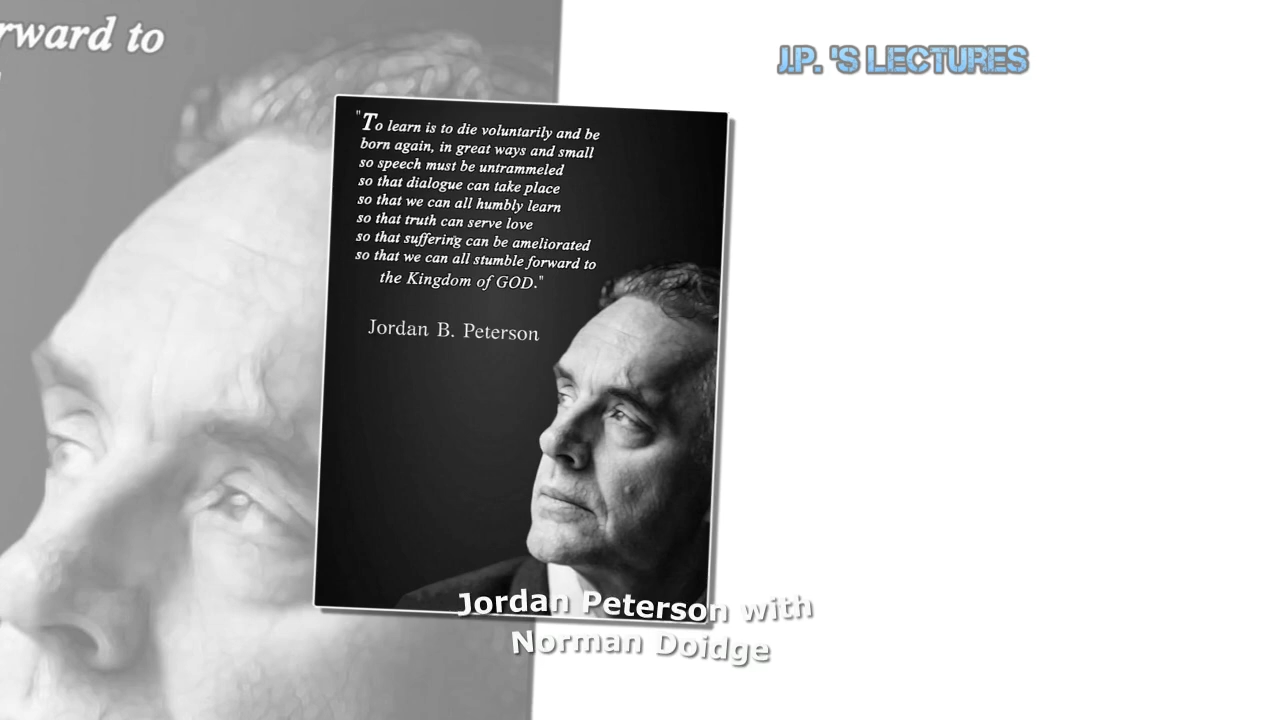 rward to
J.P. 'S LECTURES
"To learn is to die voluntarily and be
born again, in great ways and small
so speech must be untrammeled
so that dialogue can take place
so that we can all humbly learn
so that truth can serve love
so that suffering can be ameliorated
so that we can all stumble forward to
the Kingdom of GOD."
Jordan B. Peterson
Jordan Peterson with
Norman Doidge